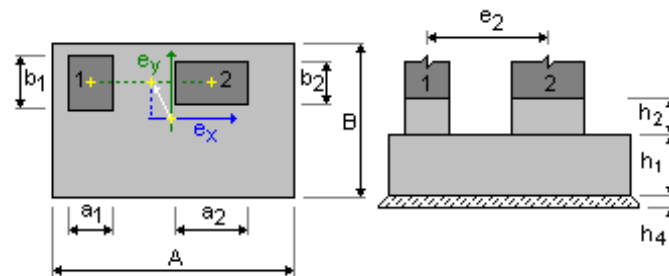 e₂
b₁
1
e_y
2
b₂
e_x
B
1
2
h₂
h₁
a₁
a₂
A
h₄